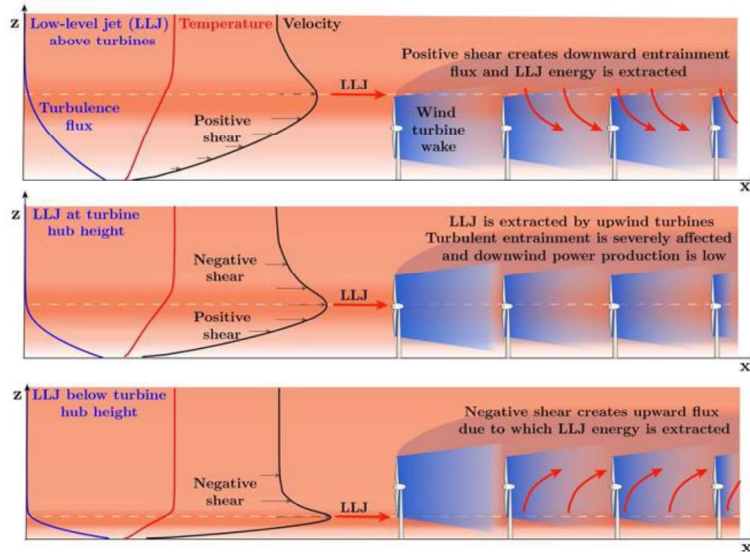 z
Low-level jet (LLJ)
above turbines
Temperature
Velocity
Turbulence
flux
Positive
shear
LLJ
Positive shear creates downward entrainment
flux and LLJ energy is extracted
Wind
turbine
wake
x
z
LLJ at turbine
hub height
Negative
shear
Positive
shear
LLJ
LLJ is extracted by upwind turbines
Turbulent entrainment is severely affected
and downwind power production is low
x
z
LLJ below turbine
hub height
Negative
shear
LLJ
Negative shear creates upward flux
due to which LLJ energy is extracted
x